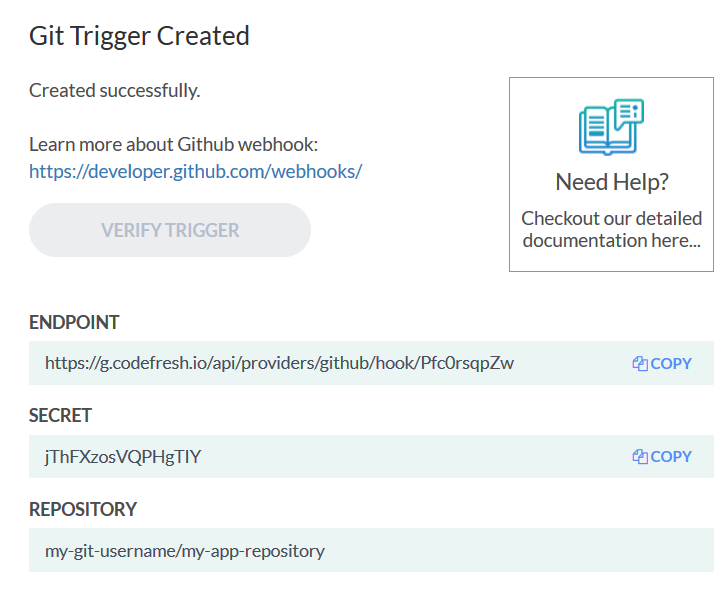 Git Trigger Created
Created successfully.
Learn more about Github webhook:
https://developer.github.com/webhooks/
VERIFY TRIGGER
Need Help?
Checkout our detailed
documentation here...
ENDPOINT
https://g.codefresh.io/api/providers/github/hook/Pfc0rsqpZw
COPY
SECRET
jThFXzosVQPHgTIY
COPY
REPOSITORY
my-git-username/my-app-repository